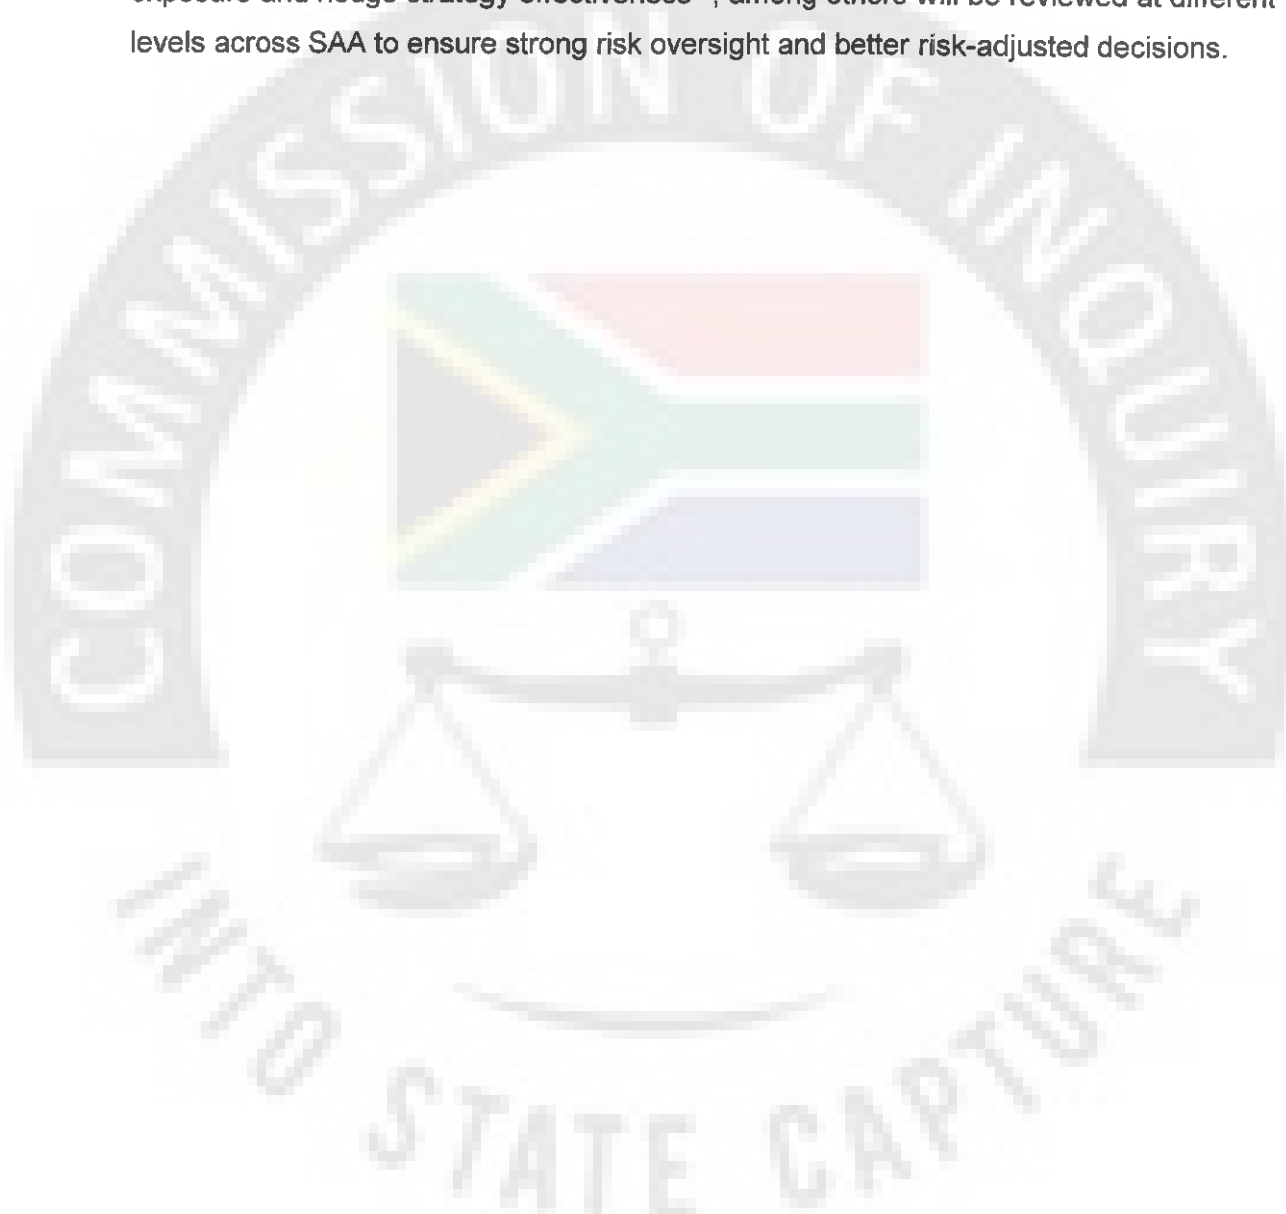 exposure and hedge strategy effectiveness", among others will be reviewed at different
levels across SAA to ensure strong risk oversight and better risk-adjusted decisions.
COMMISSION OF INQUIRY
INTO STATE CAPTURE